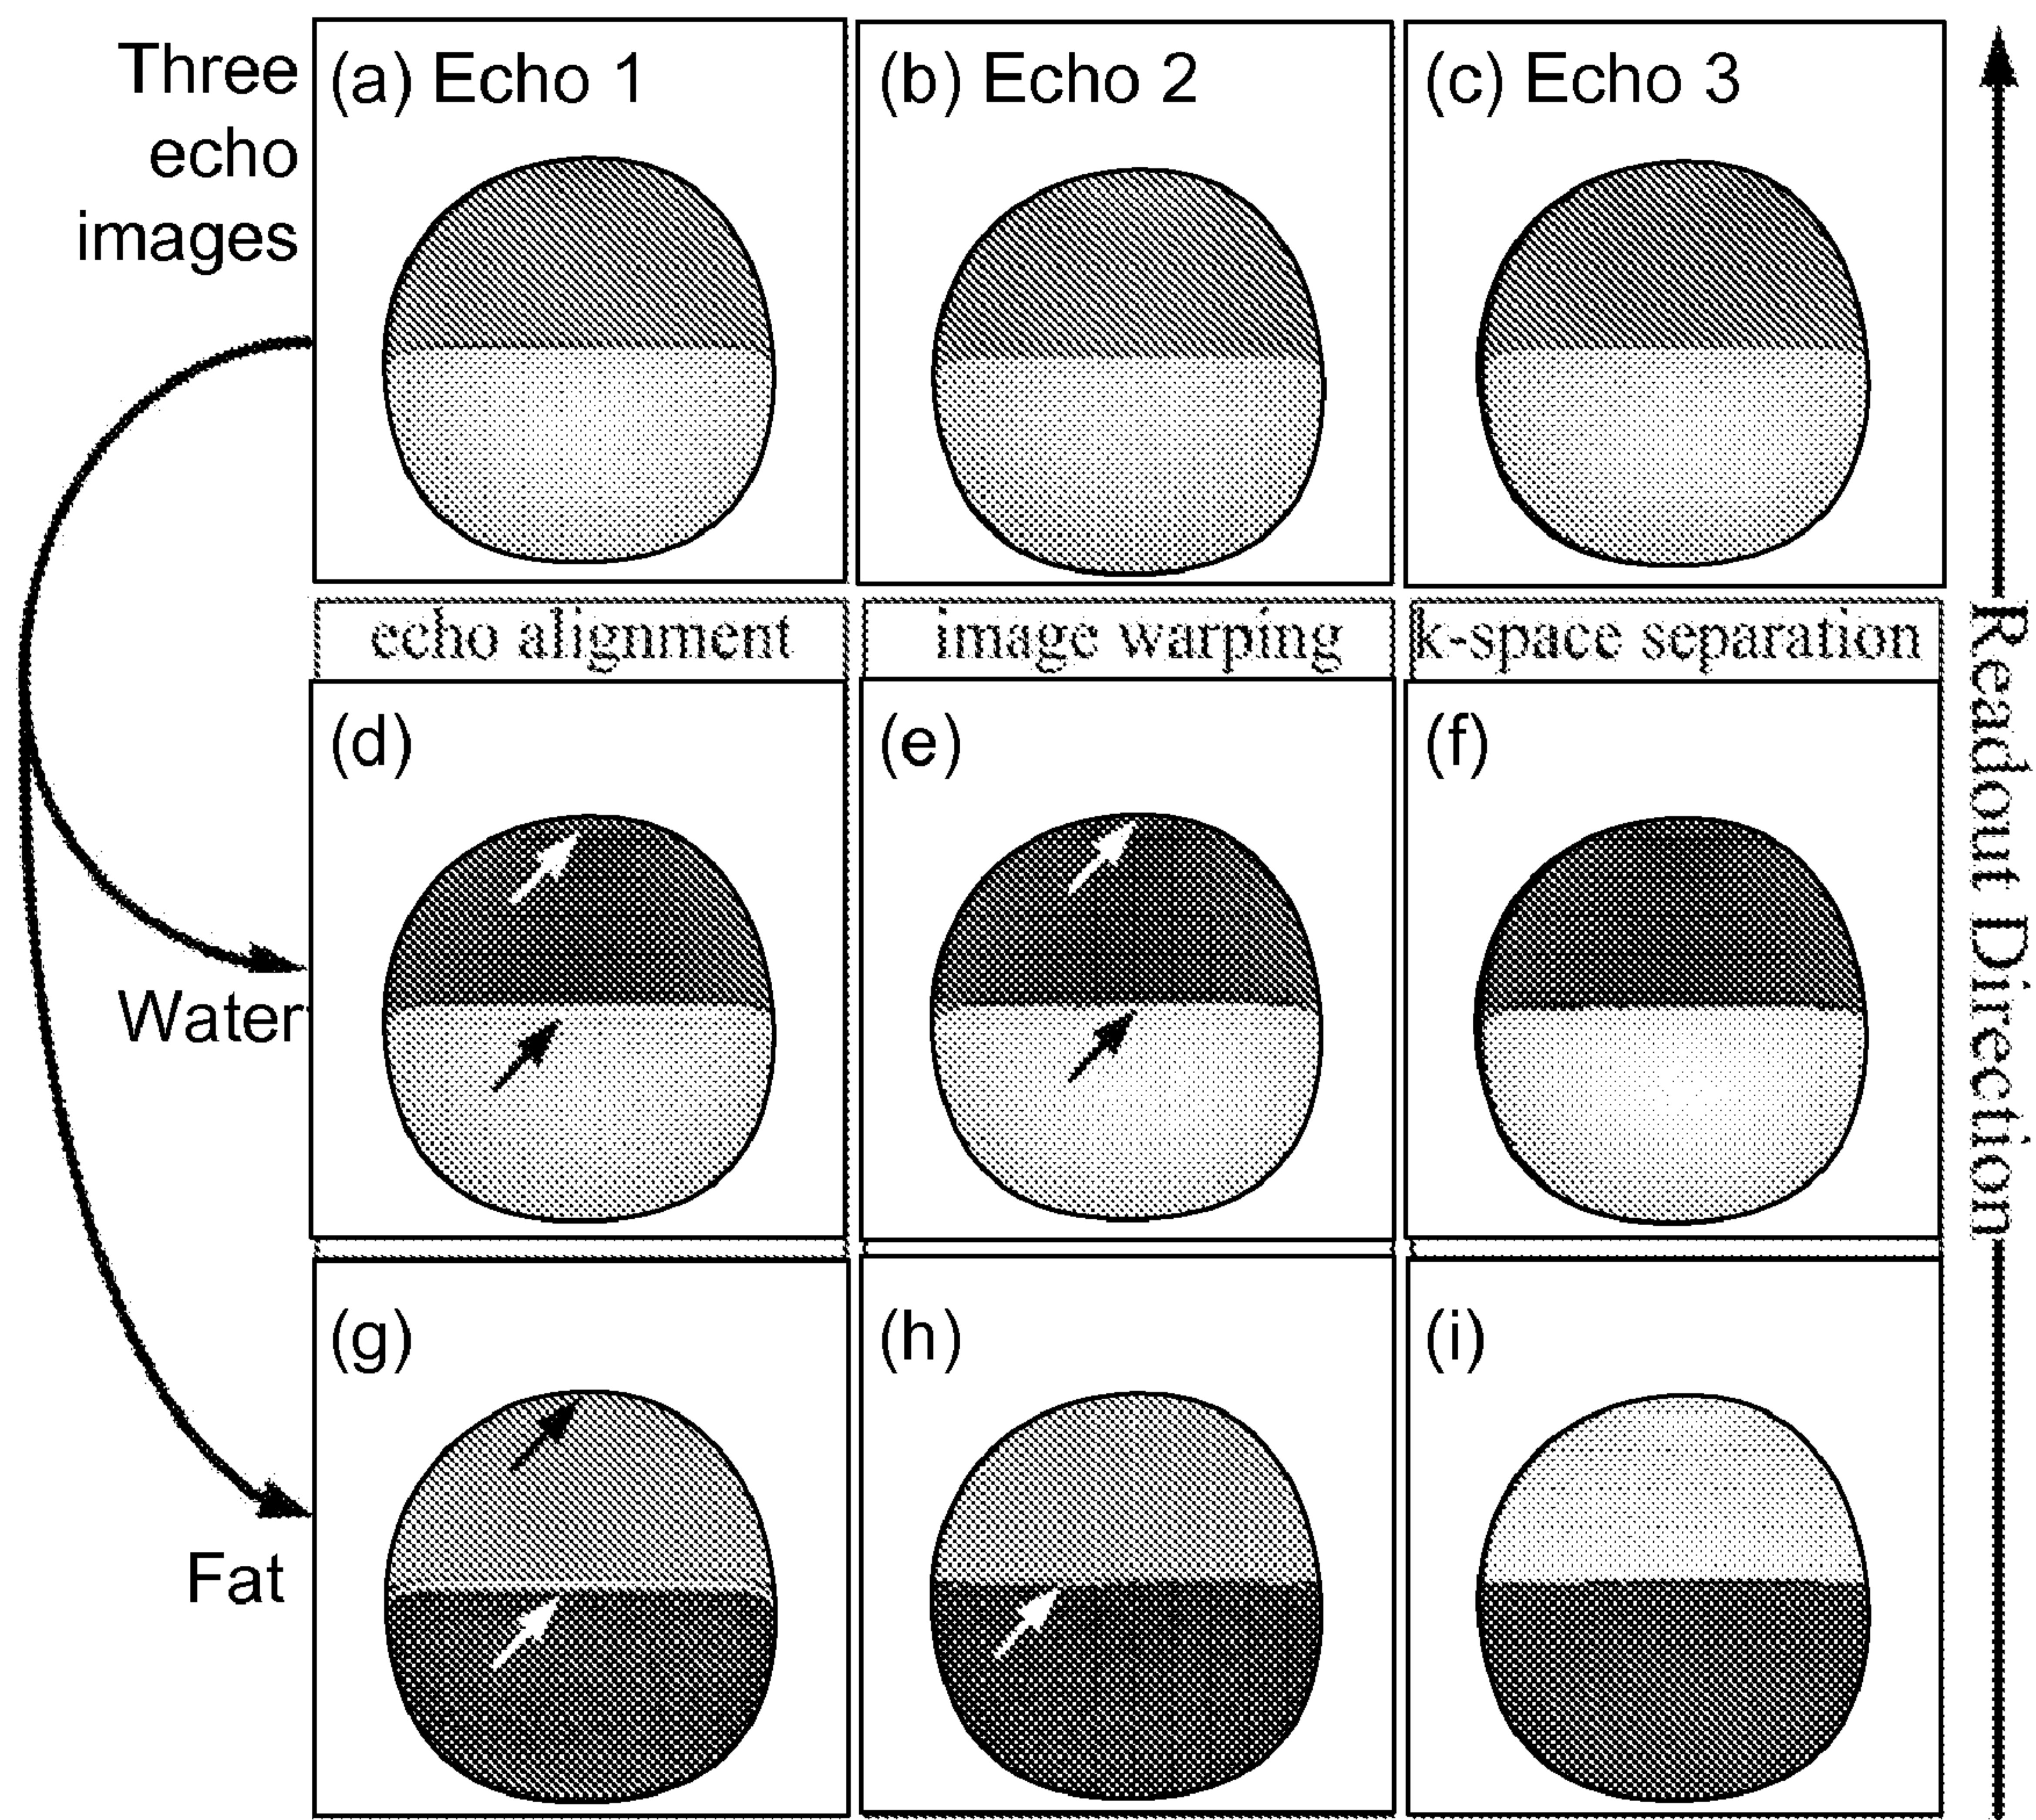 Three
echo
images
(a) Echo 1
(b) Echo 2
(c) Echo 3
echo alignment
image warping
k-space separation
Water
(d)
(e)
(f)
Fat
(g)
(h)
(i)
Readout Direction